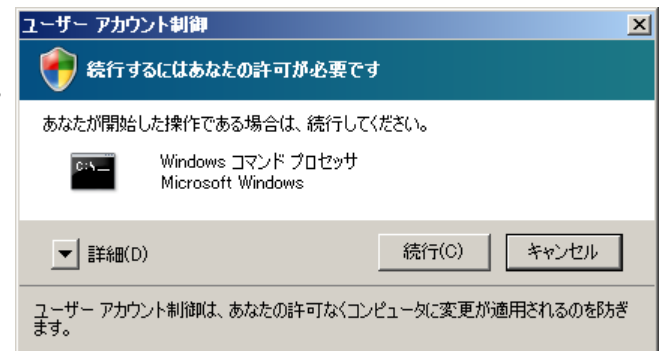 ユーザー アカウント制御
続行するにはあなたの許可が必要です
あなたが開始した操作である場合は、続行してください。
C:\_
Windows コマンド プロセッサ
Microsoft Windows
詳細(D)
続行(C)
キャンセル
ユーザー アカウント制御は、あなたの許可なくコンピュータに変更が適用されるのを防ぎ
ます。